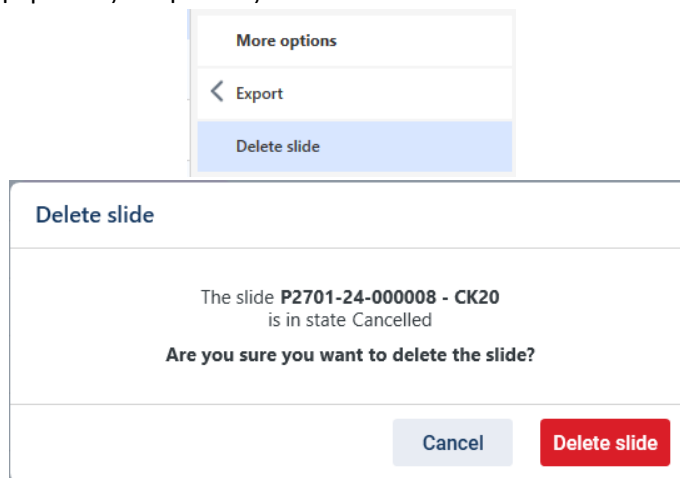 More options
Export
Delete slide
Delete slide
The slide P2701-24-000008 - CK20
is in state Cancelled
Are you sure you want to delete the slide?
Cancel
Delete slide